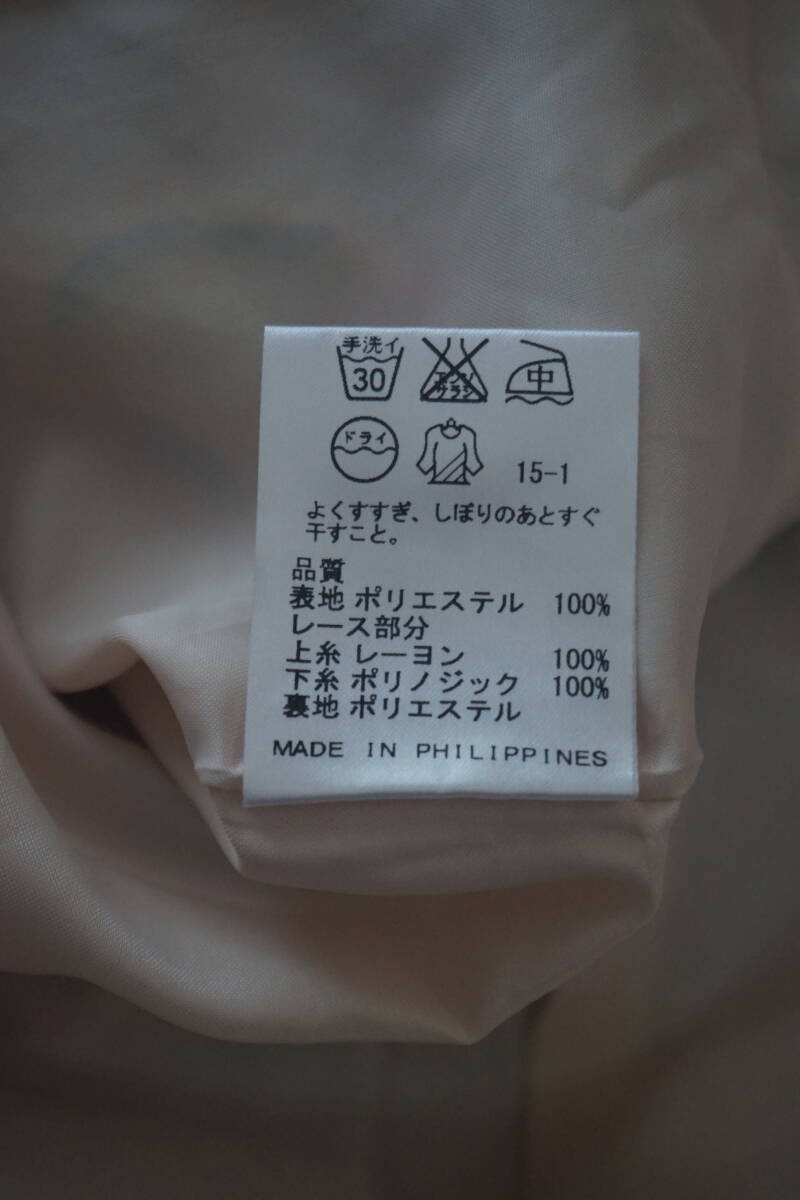 手洗イ
30
エンソ
サラシ
中
ドライ
15-1
よくすすぎ、しぼりのあとすぐ
干すこと。
品質
表地 ポリエステル 100%
レース部分
上糸 レーヨン 100%
下糸 ポリノジック 100%
裏地 ポリエステル
MADE IN PHILIPPINES